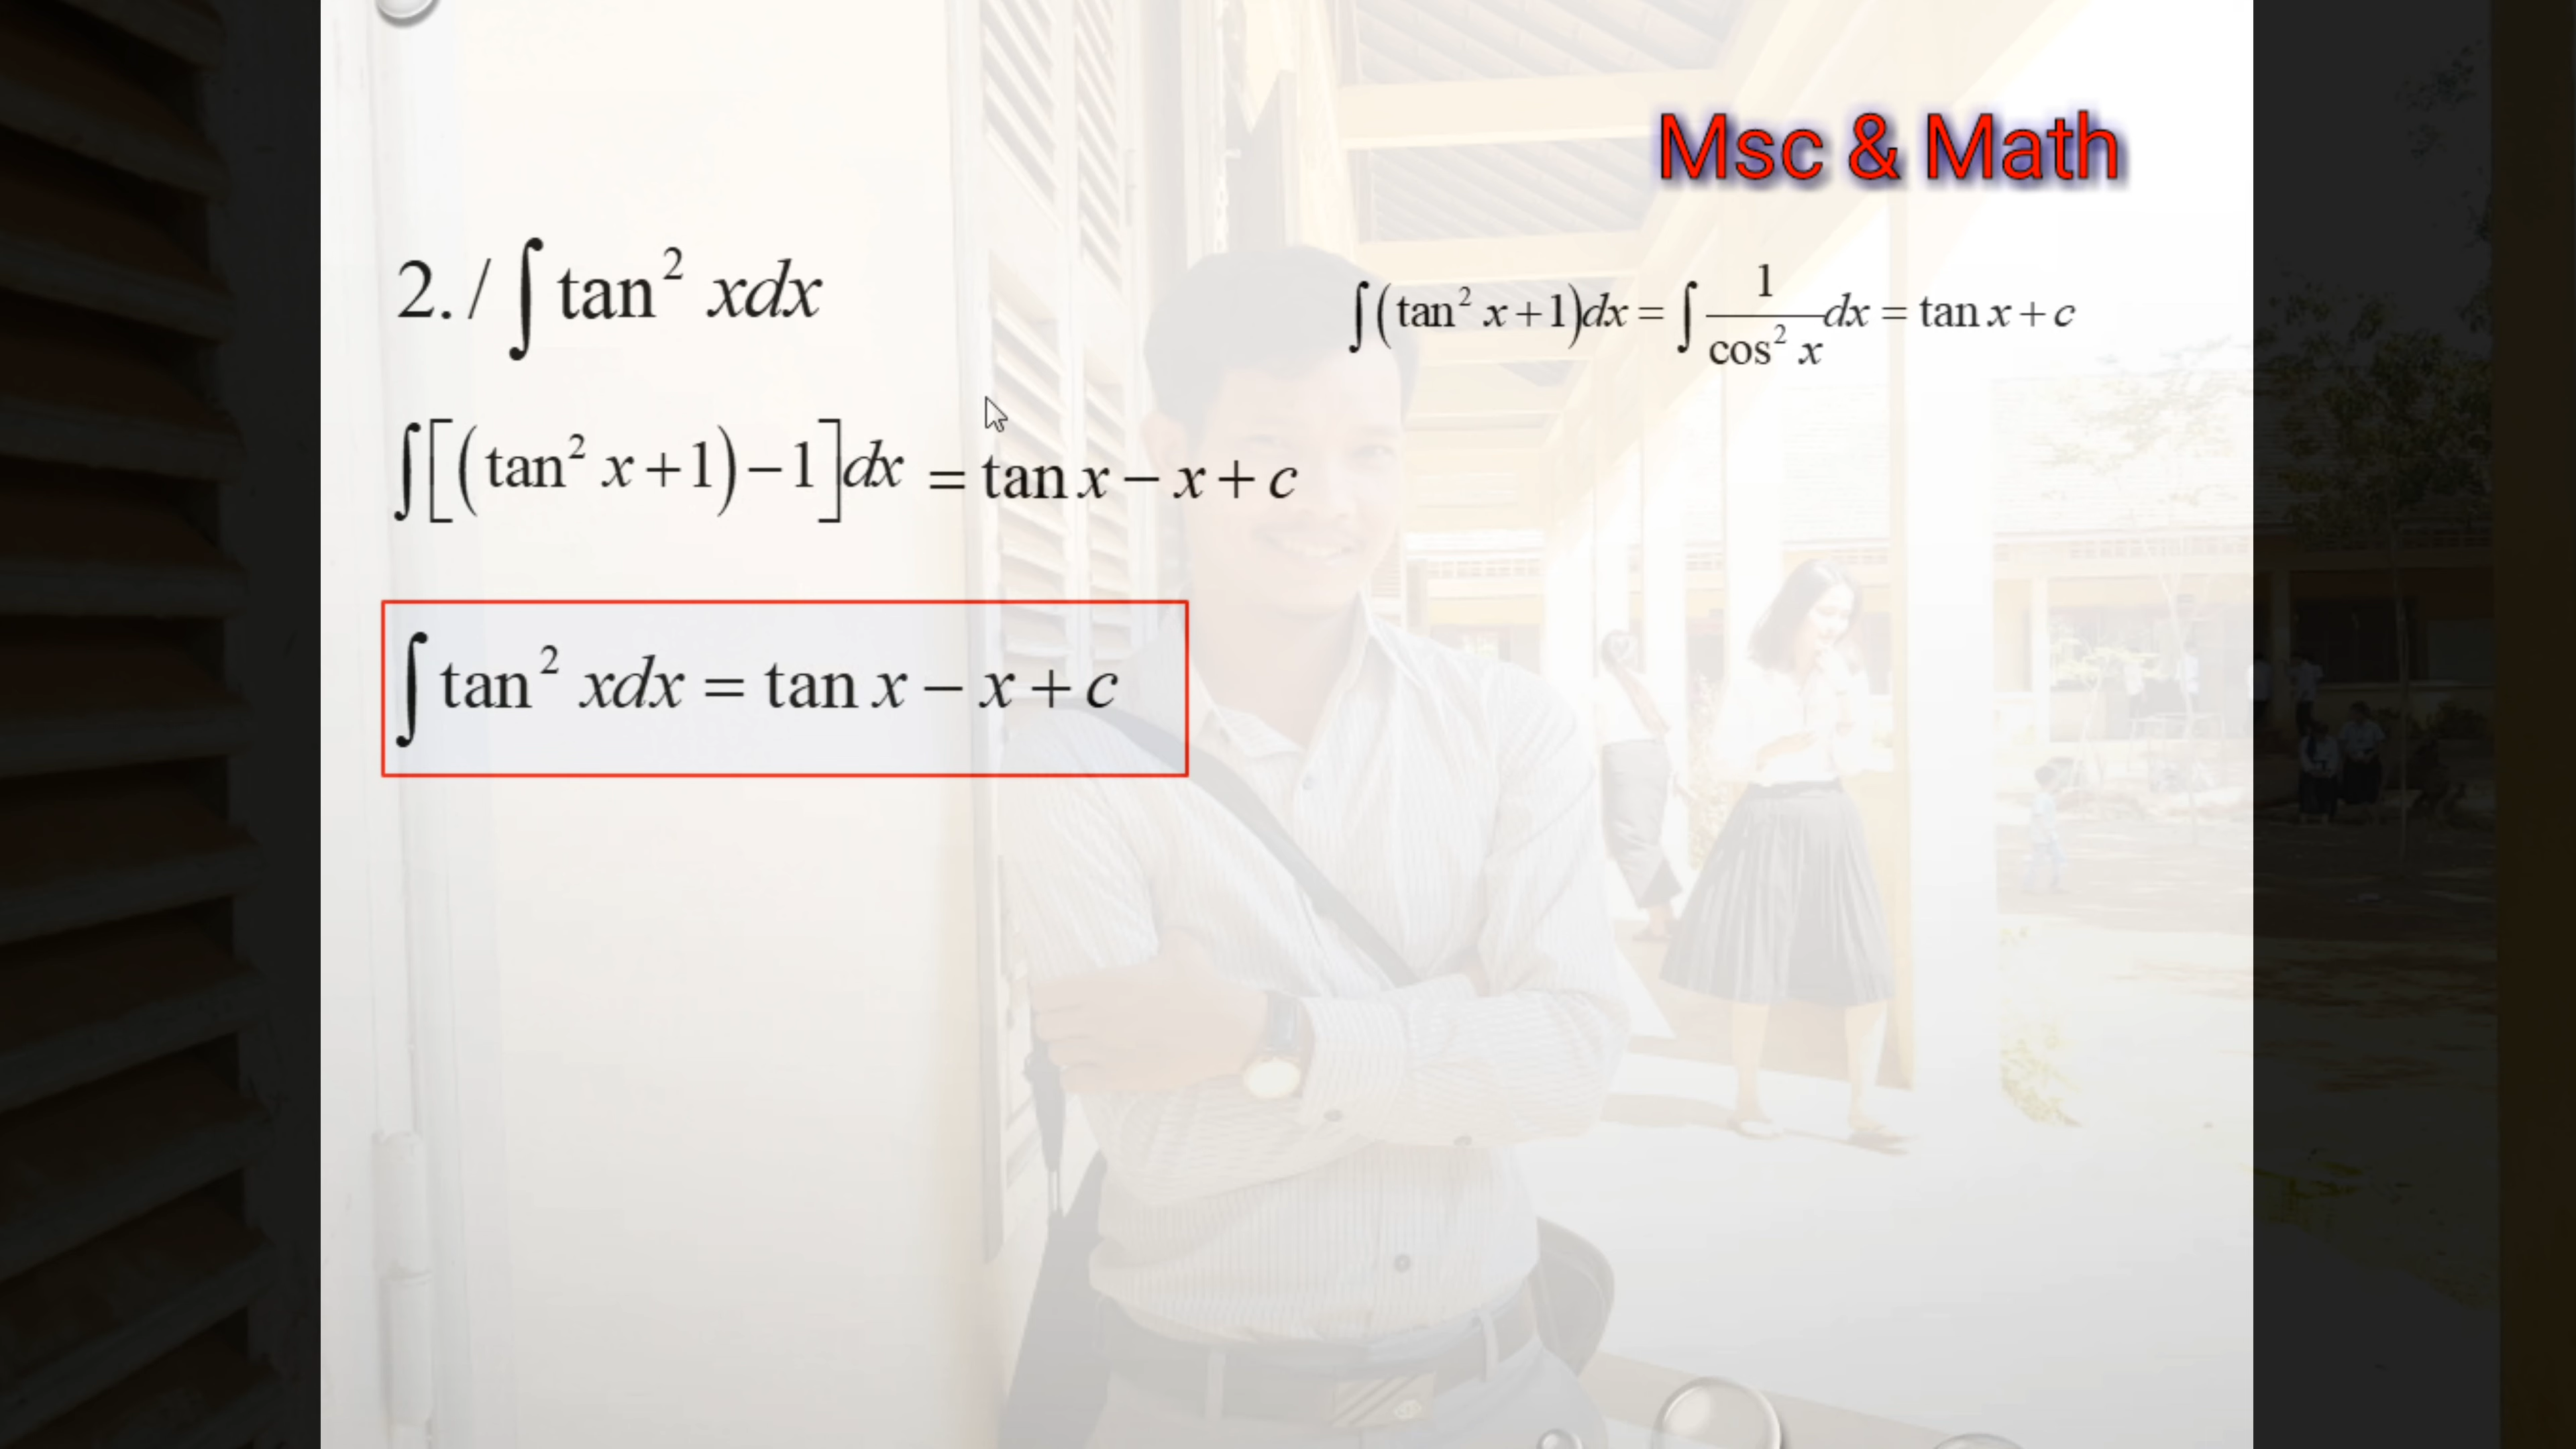 Msc & Math
2./ ∫ tan² xdx
∫(tan² x+1)dx = ∫ 1/cos² x dx = tan x + c
∫[(tan² x+1)−1]dx = tan x − x + c
∫ tan² xdx = tan x − x + c